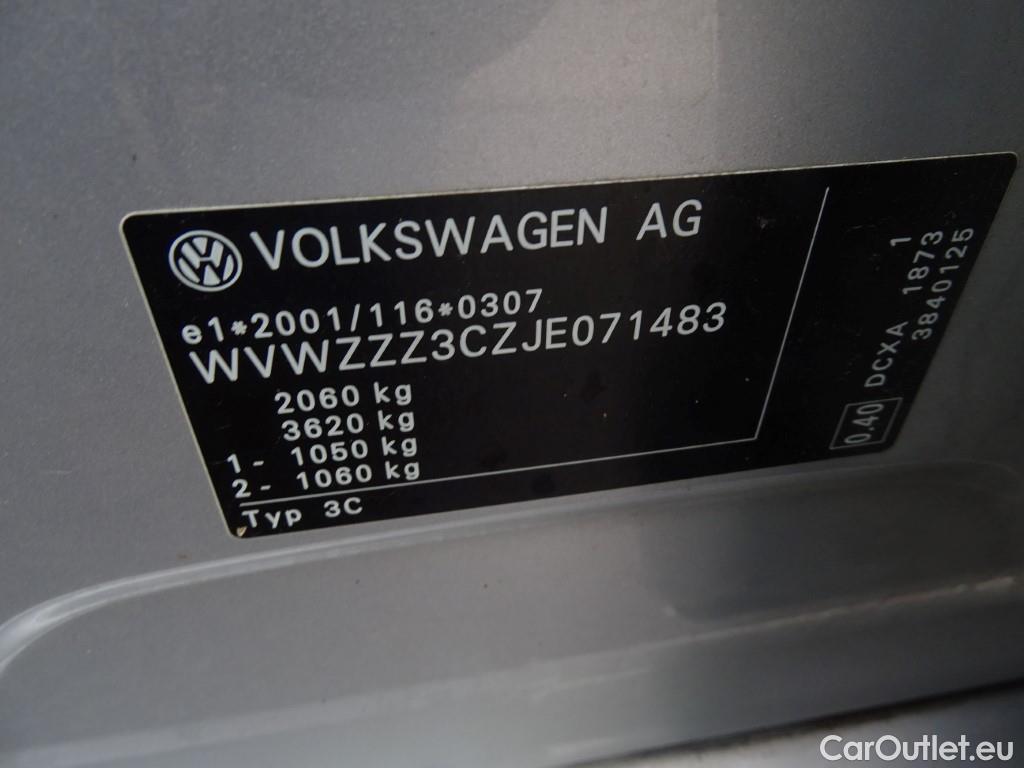 VOLKSWAGEN AG
e1*2001/116*0307
WVWZZZ3CZJE071483
2060 kg
3620 kg
1- 1050 kg
2- 1060 kg
Typ 3C
0.40 DCXA 1873 1
3840125
CarOutlet.eu